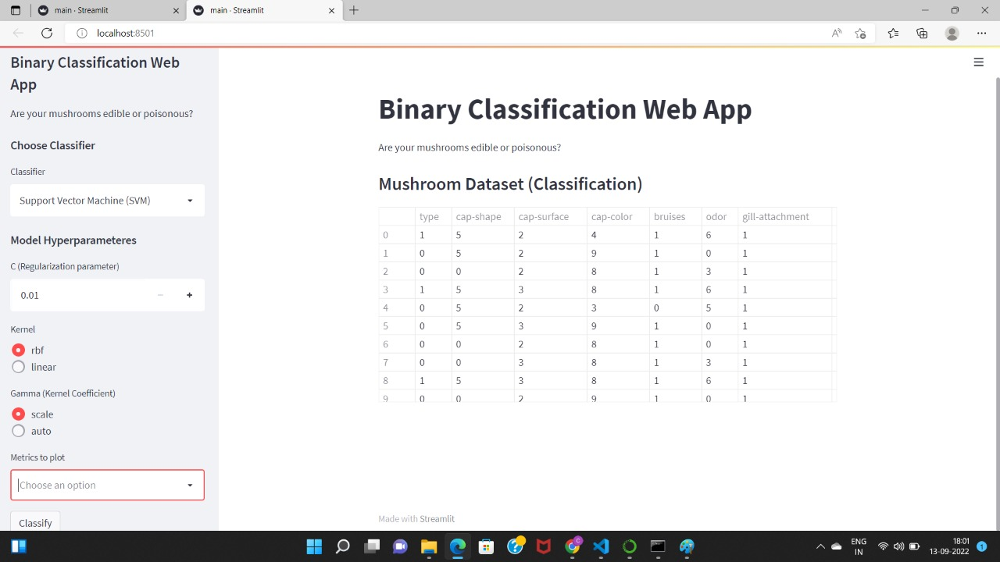 main · Streamlit
main · Streamlit
localhost:8501
Binary Classification Web
App
Are your mushrooms edible or poisonous?
Choose Classifier
Classifier
Support Vector Machine (SVM)
Model Hyperparameteres
C (Regularization parameter)
0.01
Kernel
rbf
linear
Gamma (Kernel Coefficient)
scale
auto
Metrics to plot
Choose an option
Classify
Binary Classification Web App
Are your mushrooms edible or poisonous?
Mushroom Dataset (Classification)
type cap-shape cap-surface cap-color bruises odor gill-attachment
0 1 5 2 4 1 6 1
1 0 5 2 9 1 0 1
2 0 0 2 8 1 3 1
3 1 5 3 8 1 6 1
4 0 5 2 3 0 5 1
5 0 5 3 9 1 0 1
6 0 0 2 8 1 0 1
7 0 0 3 8 1 3 1
8 1 5 3 8 1 6 1
9 0 0 2 9 1 0 1
Made with Streamlit
ENG
IN
18:01
13-09-2022
1